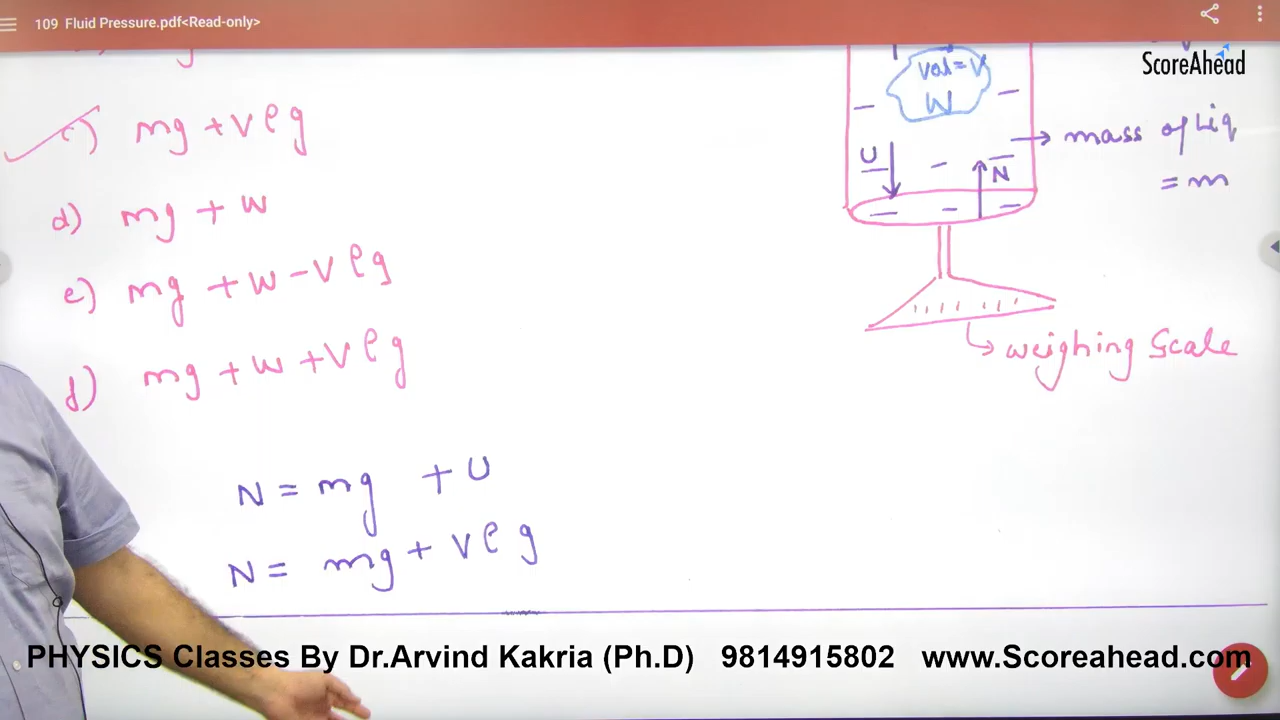 109 Fluid Pressure.pdf<Read-only>
ScoreAhead
c) mg + Vρg
d) mg + w
e) mg + w - Vρg
d) mg + w + Vρg
Vol = V
W
U
N
mass of Liq
= m
weighing Scale
N = mg + U
N = mg + Vρg
PHYSICS Classes By Dr.Arvind Kakria (Ph.D) 9814915802 www.Scoreahead.com